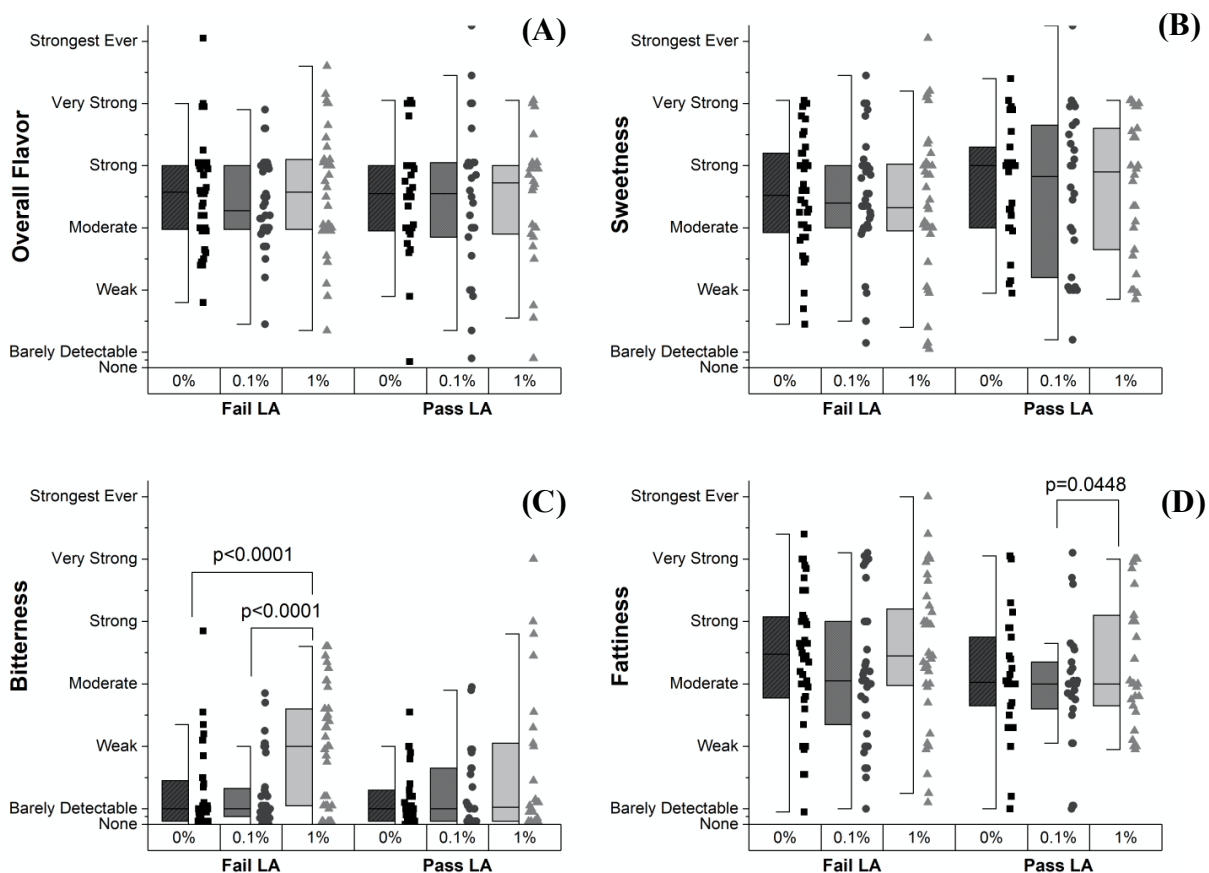 (A)
Overall Flavor
Strongest Ever
Very Strong
Strong
Moderate
Weak
Barely Detectable
None
0% 0.1% 1% 0% 0.1% 1%
Fail LA Pass LA
(B)
Sweetness
Strongest Ever
Very Strong
Strong
Moderate
Weak
Barely Detectable
None
0% 0.1% 1% 0% 0.1% 1%
Fail LA Pass LA
(C)
Bitterness
Strongest Ever
Very Strong
Strong
Moderate
Weak
Barely Detectable
None
p<0.0001
p<0.0001
0% 0.1% 1% 0% 0.1% 1%
Fail LA Pass LA
(D)
Fattiness
Strongest Ever
Very Strong
Strong
Moderate
Weak
Barely Detectable
None
p=0.0448
0% 0.1% 1% 0% 0.1% 1%
Fail LA Pass LA